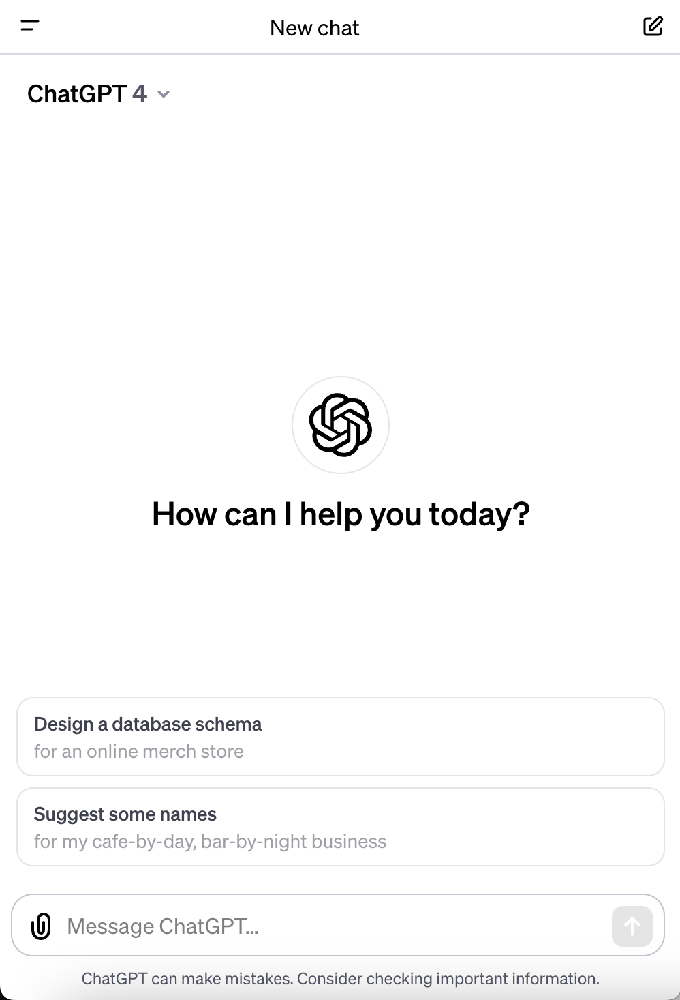 New chat
ChatGPT 4
How can I help you today?
Design a database schema
for an online merch store
Suggest some names
for my cafe-by-day, bar-by-night business
Message ChatGPT...
ChatGPT can make mistakes. Consider checking important information.